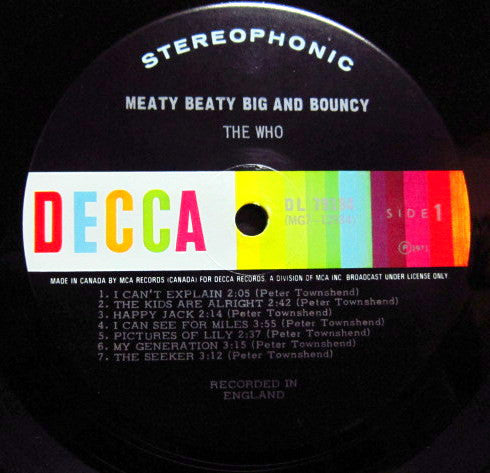 STEREOPHONIC
MEATY BEATY BIG AND BOUNCY
THE WHO
DECCA
SIDE 1
Ⓟ 1971
MADE IN CANADA BY MCA RECORDS (CANADA) FOR DECCA RECORDS, A DIVISION OF MCA INC. BROADCAST UNDER LICENSE ONLY
1. I CAN'T EXPLAIN 2:05 (Peter Townshend)
2. THE KIDS ARE ALRIGHT 2:42 (Peter Townshend)
3. HAPPY JACK 2:14 (Peter Townshend)
4. I CAN SEE FOR MILES 3:55 (Peter Townshend)
5. PICTURES OF LILY 2:37 (Peter Townshend)
6. MY GENERATION 3:15 (Peter Townshend)
7. THE SEEKER 3:12 (Peter Townshend)
RECORDED IN
ENGLAND